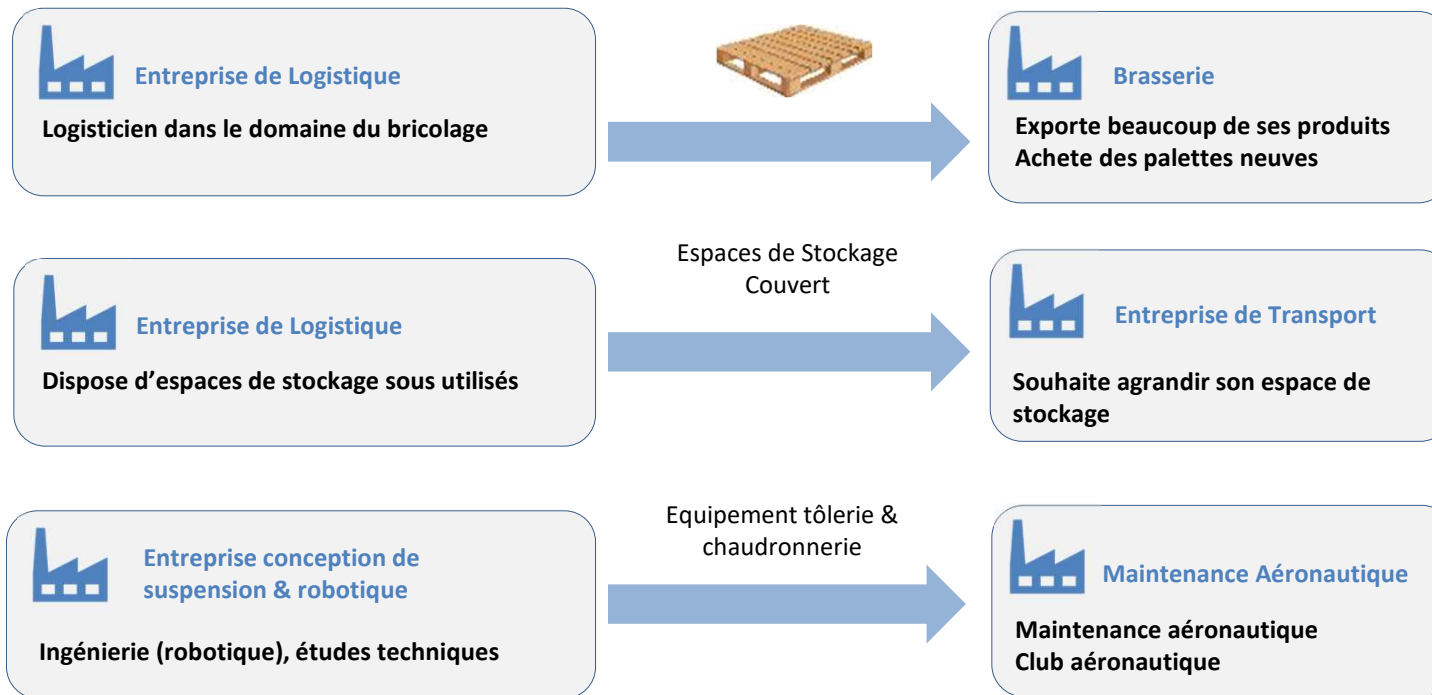 Entreprise de Logistique
Logisticien dans le domaine du bricolage
Brasserie
Exporte beaucoup de ses produits
Achete des palettes neuves
Entreprise de Logistique
Dispose d'espaces de stockage sous utilisés
Espaces de Stockage
Couvert
Entreprise de Transport
Souhaite agrandir son espace de
stockage
Entreprise conception de
suspension & robotique
Ingénierie (robotique), études techniques
Equipement tôlerie &
chaudronnerie
Maintenance Aéronautique
Maintenance aéronautique
Club aéronautique